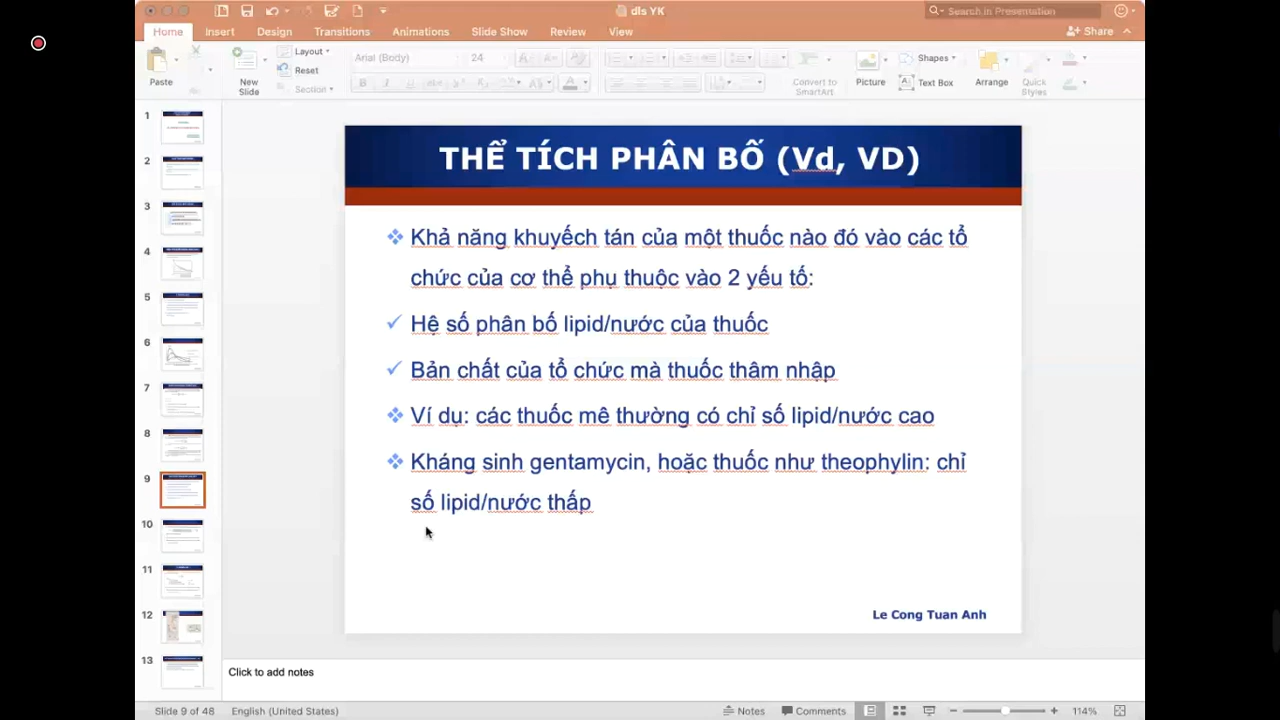 dls YK
Search in Presentation
Home Insert Design Transitions Animations Slide Show Review View
Share
Paste
New Slide
Layout
Reset
Section
Arial (Body) 24
Convert to SmartArt
Picture
Shapes
Text Box
Arrange
Quick Styles
1
2
3
4
5
6
7
8
9
10
11
12
13
THỂ TÍCH PHÂN BỐ (Vd, VD)
Khả năng khuyếch tán của một thuốc nào đó vào các tổ
chức của cơ thể phụ thuộc vào 2 yếu tố:
Hệ số phân bố lipid/nước của thuốc
Bản chất của tổ chức mà thuốc thâm nhập
Ví dụ: các thuốc mê thường có chỉ số lipid/nước cao
Kháng sinh gentamycin, hoặc thuốc như theophylin: chỉ
số lipid/nước thấp
Le Cong Tuan Anh
Click to add notes
Slide 9 of 48 English (United States) Notes Comments 114%